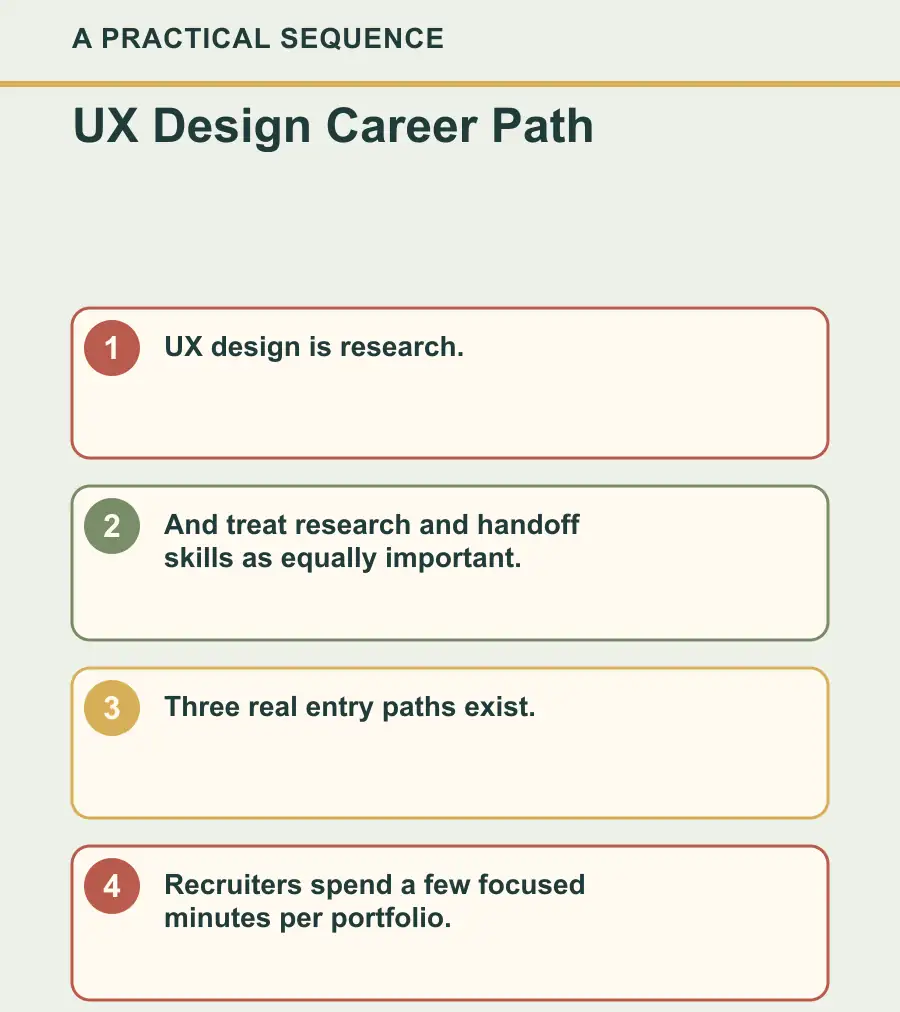 A PRACTICAL SEQUENCE
UX Design Career Path
1
UX design is research.
2
And treat research and handoff
skills as equally important.
3
Three real entry paths exist.
4
Recruiters spend a few focused
minutes per portfolio.